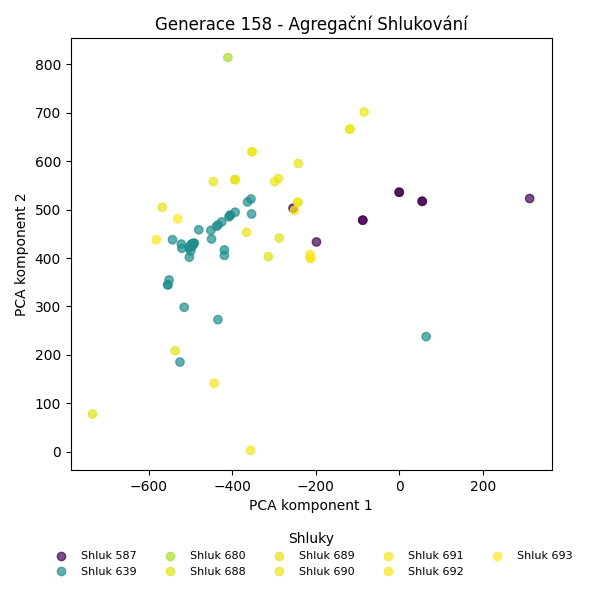 Generace 158 - Agregační Shlukování
800
700
600
500
400
300
200
100
0
PCA komponent 2
−600 −400 −200 0 200
PCA komponent 1
Shluky
Shluk 587 Shluk 680 Shluk 689 Shluk 691 Shluk 693
Shluk 639 Shluk 688 Shluk 690 Shluk 692